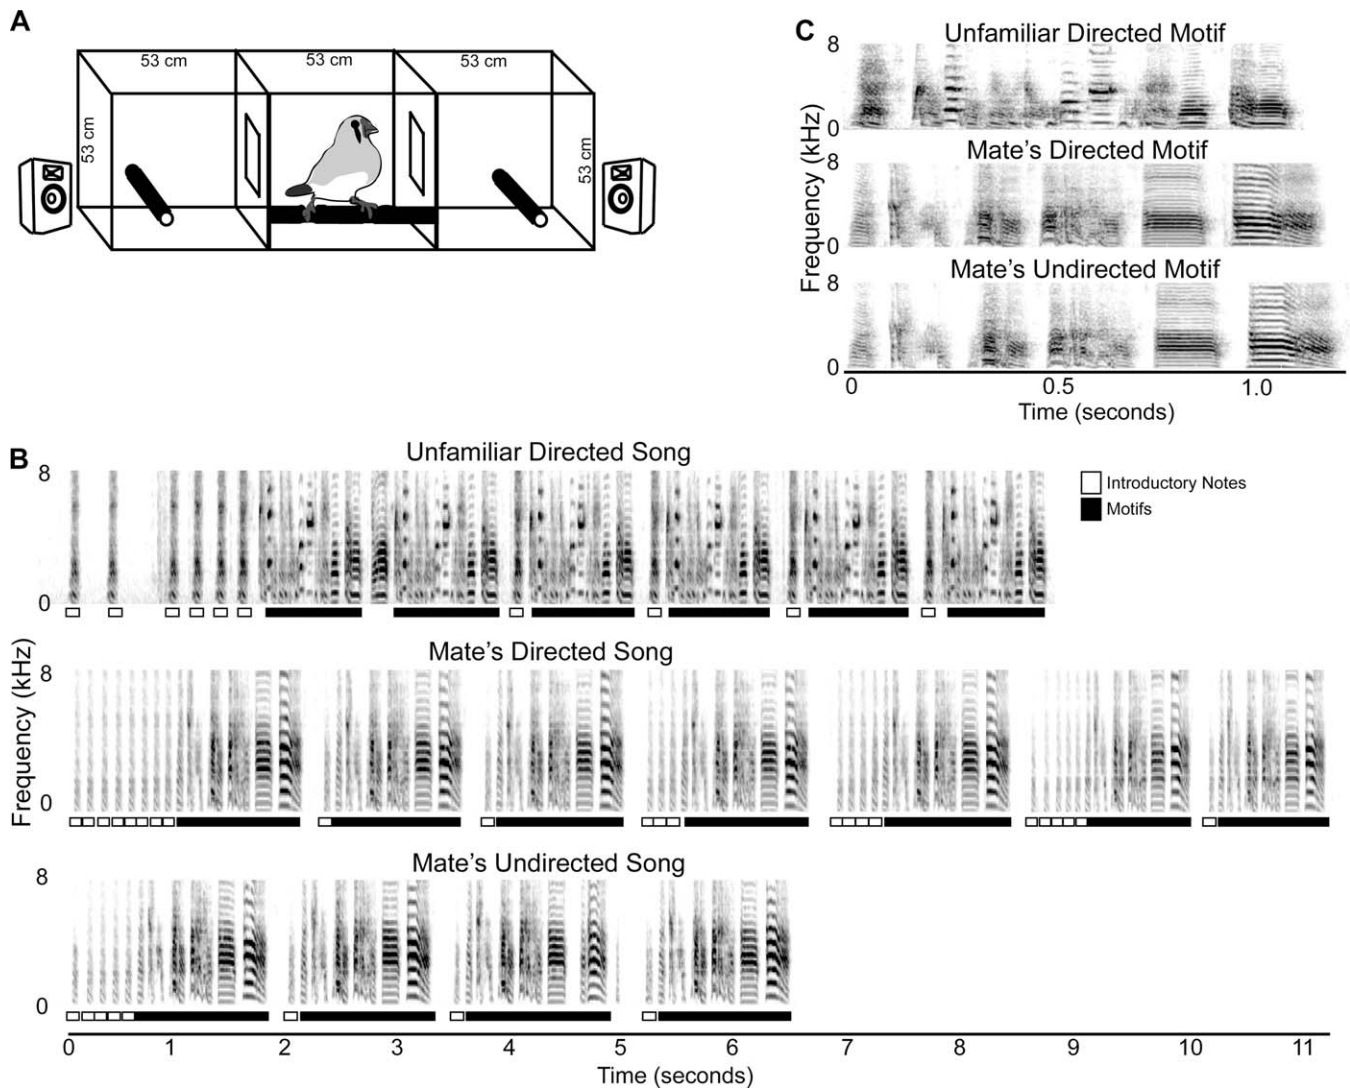 A
53 cm
53 cm
53 cm
53 cm
53 cm
C
Unfamiliar Directed Motif
8
0
Mate’s Directed Motif
8
0
Mate’s Undirected Motif
8
0
Frequency (kHz)
0 0.5 1.0
Time (seconds)
B
Unfamiliar Directed Song
8
0
Introductory Notes
Motifs
Mate’s Directed Song
8
0
Frequency (kHz)
Mate’s Undirected Song
8
0
0 1 2 3 4 5 6 7 8 9 10 11
Time (seconds)